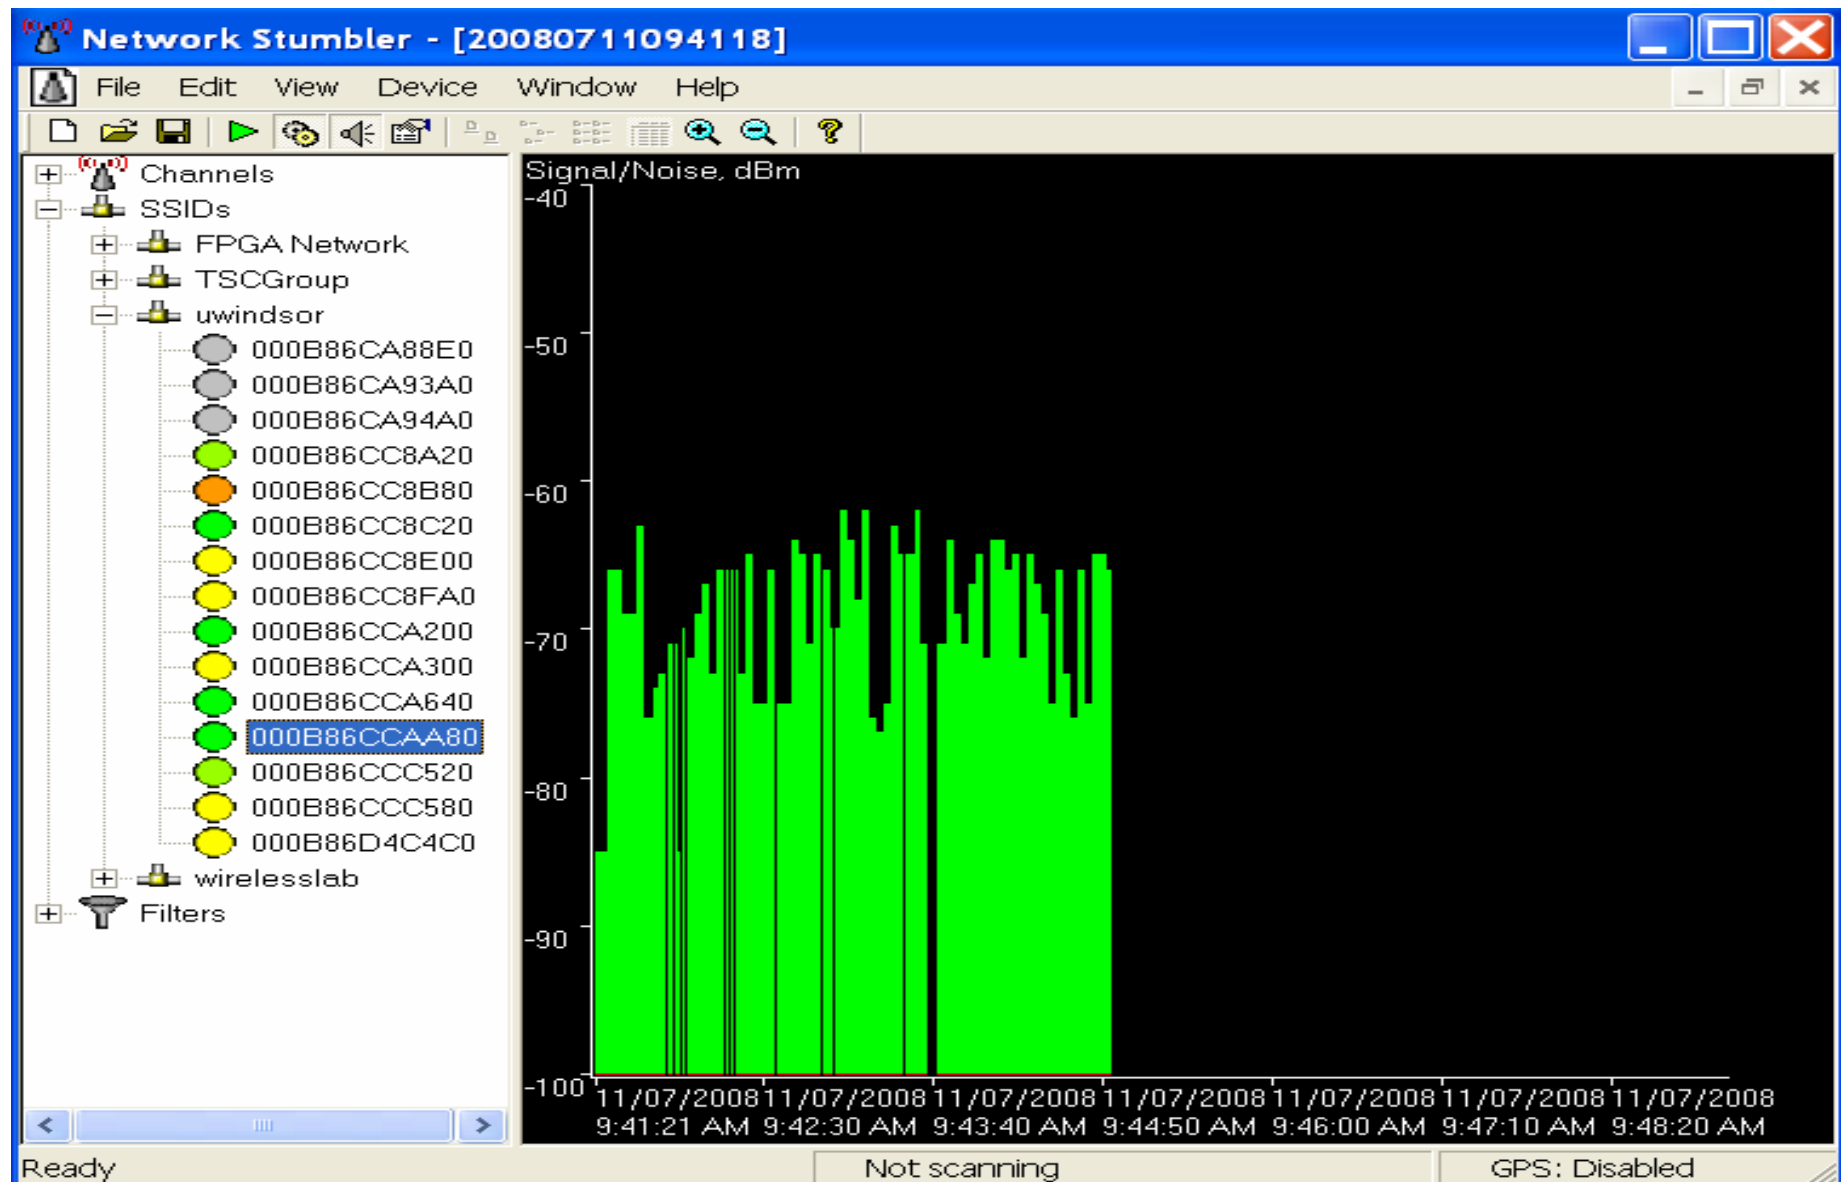 Network Stumbler - [20080711094118]
File Edit View Device Window Help
Channels
SSIDs
FPGA Network
TSCGroup
uwindsor
000B86CA88E0
000B86CA93A0
000B86CA94A0
000B86CC8A20
000B86CC8B80
000B86CC8C20
000B86CC8E00
000B86CC8FA0
000B86CCA200
000B86CCA300
000B86CCA640
000B86CCAA80
000B86CCC520
000B86CCC580
000B86D4C4C0
wirelesslab
Filters
Signal/Noise, dBm
-40
-50
-60
-70
-80
-90
-100
11/07/2008 11/07/2008 11/07/2008 11/07/2008 11/07/2008 11/07/2008 11/07/2008
9:41:21 AM 9:42:30 AM 9:43:40 AM 9:44:50 AM 9:46:00 AM 9:47:10 AM 9:48:20 AM
Ready Not scanning GPS: Disabled